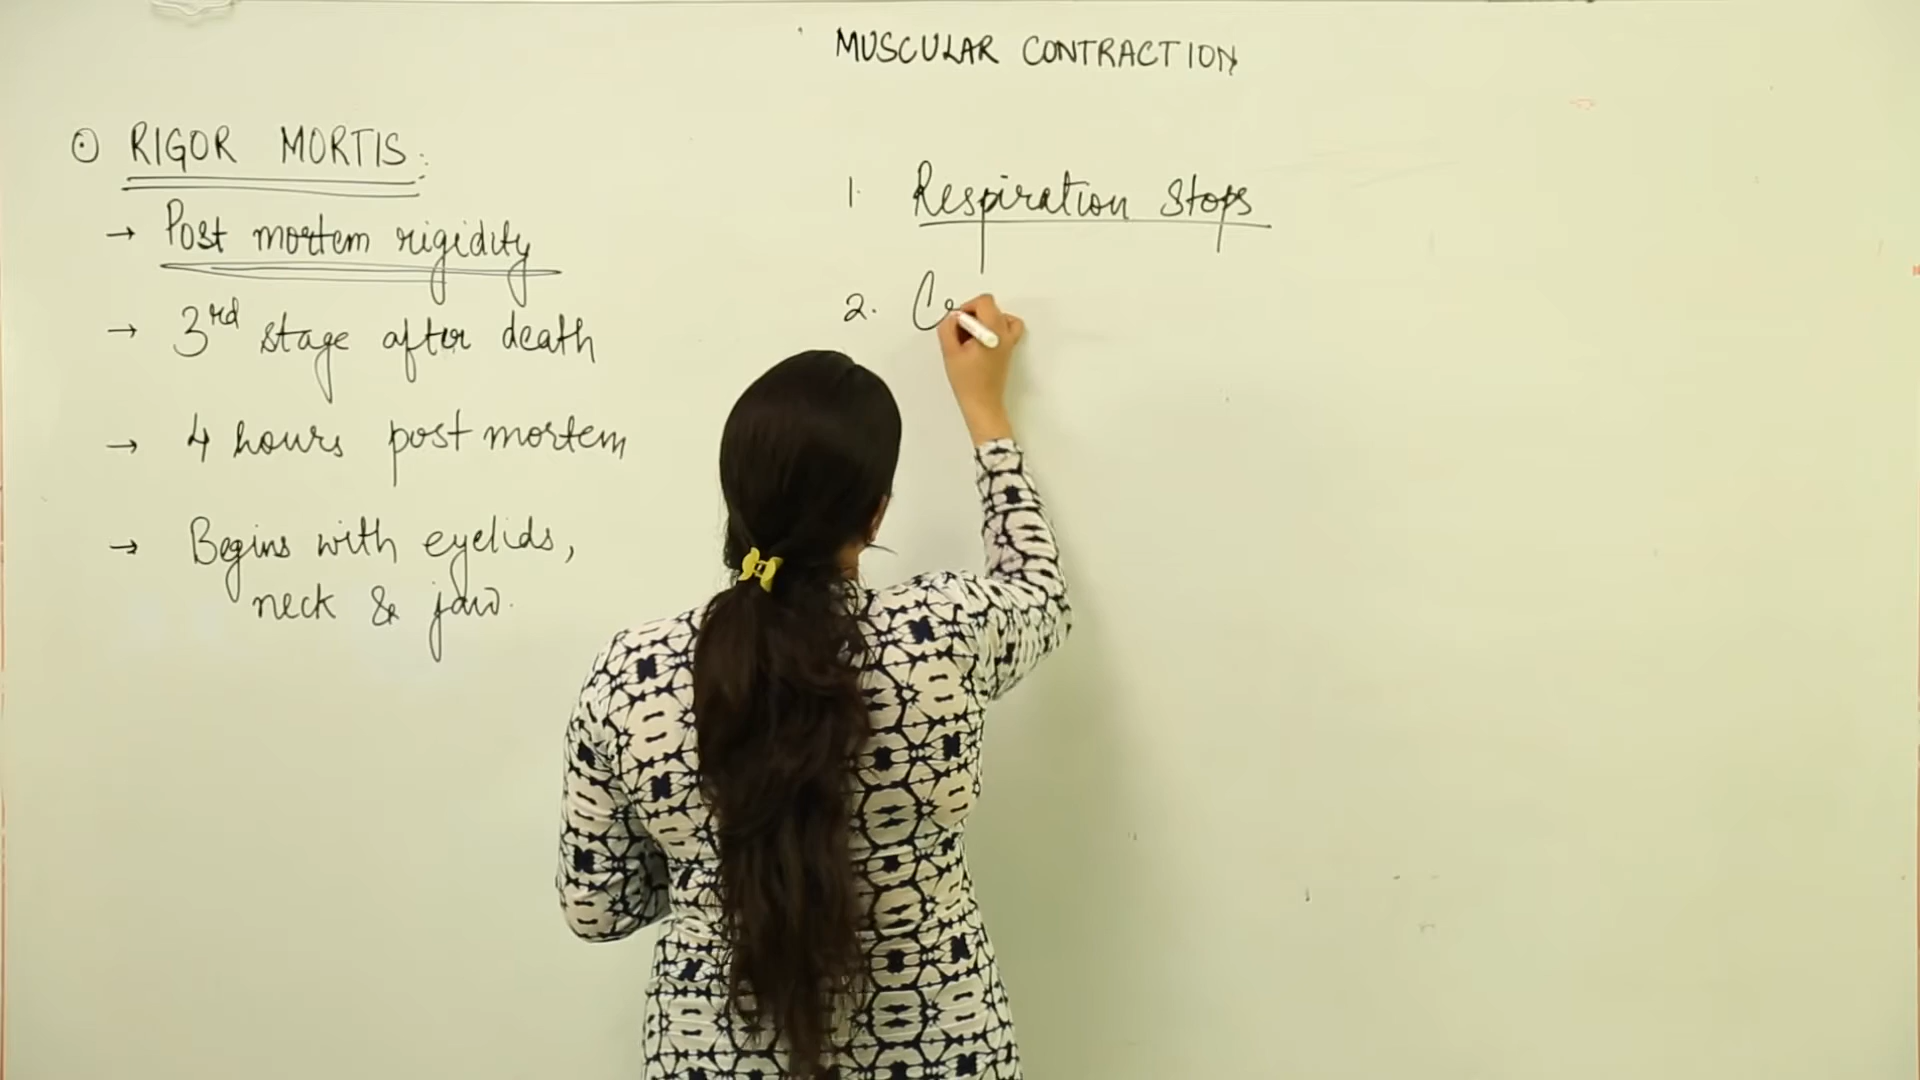 MUSCULAR CONTRACTION
⊙ RIGOR MORTIS:
→ Post mortem rigidity
→ 3rd stage after death
→ 4 hours post mortem
→ Begins with eyelids,
neck & jaw.
1. Respiration Stops
2. Ce